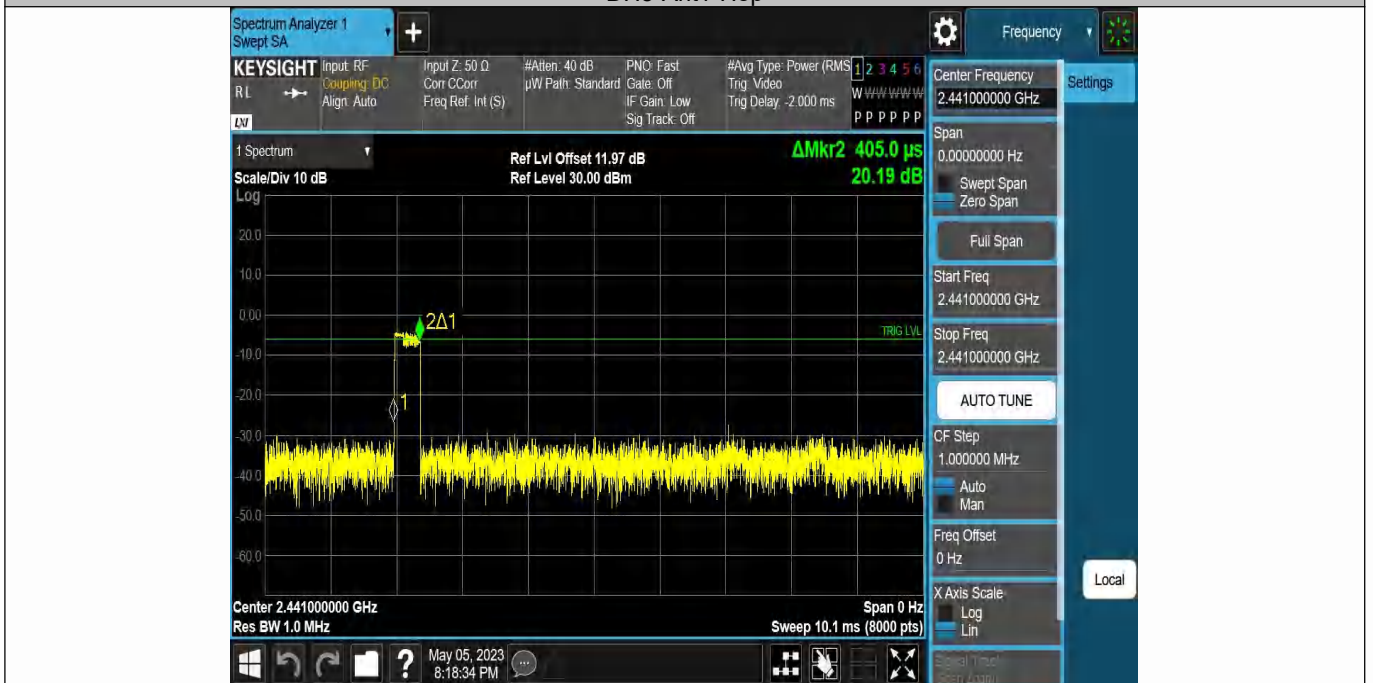 Spectrum Analyzer 1
Swept SA
Frequency
KEYSIGHT
RL
LXI
Input: RF
Coupling: DC
Align: Auto
Input Z: 50 Ω
Corr CCorr
Freq Ref: Int (S)
#Atten: 40 dB
µW Path: Standard
PNO: Fast
Gate: Off
IF Gain: Low
Sig Track: Off
#Avg Type: Power (RMS
Trig: Video
Trig Delay: -2.000 ms
1 2 3 4 5 6
W W W W W W
P P P P P P
Center Frequency
2.441000000 GHz
Settings
1 Spectrum
Scale/Div 10 dB
Log
Ref Lvl Offset 11.97 dB
Ref Level 30.00 dBm
ΔMkr2 405.0 µs
20.19 dB
Span
0.00000000 Hz
Swept Span
Zero Span
Full Span
Start Freq
2.441000000 GHz
Stop Freq
2.441000000 GHz
AUTO TUNE
CF Step
1.000000 MHz
Auto
Man
Freq Offset
0 Hz
X Axis Scale
Log
Lin
Local
20.0
10.0
0.00
-10.0
-20.0
-30.0
-40.0
-50.0
-60.0
2Δ1
TRIG LVL
1
Center 2.441000000 GHz
Res BW 1.0 MHz
Span 0 Hz
Sweep 10.1 ms (8000 pts)
May 05, 2023
8:18:34 PM